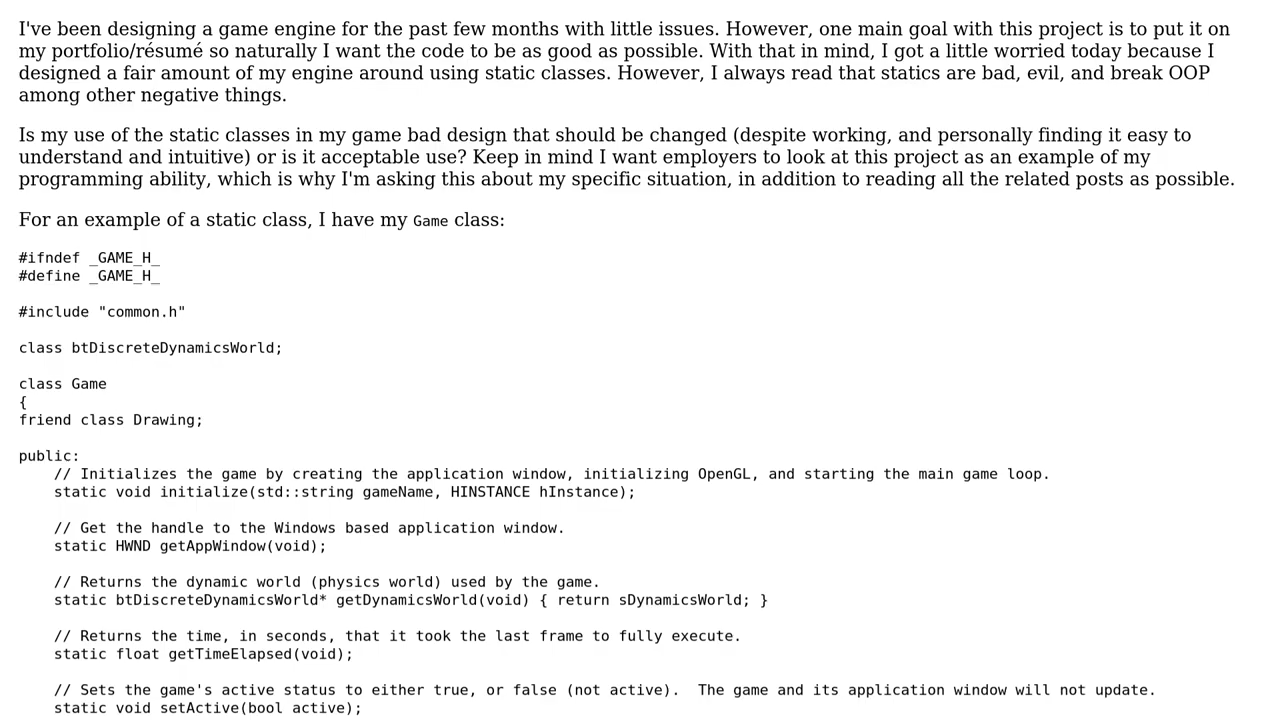 I've been designing a game engine for the past few months with little issues. However, one main goal with this project is to put it on
my portfolio/résumé so naturally I want the code to be as good as possible. With that in mind, I got a little worried today because I
designed a fair amount of my engine around using static classes. However, I always read that statics are bad, evil, and break OOP
among other negative things.
Is my use of the static classes in my game bad design that should be changed (despite working, and personally finding it easy to
understand and intuitive) or is it acceptable use? Keep in mind I want employers to look at this project as an example of my
programming ability, which is why I'm asking this about my specific situation, in addition to reading all the related posts as possible.
For an example of a static class, I have my Game class:
#ifndef _GAME_H_
#define _GAME_H_
#include "common.h"
class btDiscreteDynamicsWorld;
class Game
{
friend class Drawing;
public:
    // Initializes the game by creating the application window, initializing OpenGL, and starting the main game loop.
    static void initialize(std::string gameName, HINSTANCE hInstance);
    // Get the handle to the Windows based application window.
    static HWND getAppWindow(void);
    // Returns the dynamic world (physics world) used by the game.
    static btDiscreteDynamicsWorld* getDynamicsWorld(void) { return sDynamicsWorld; }
    // Returns the time, in seconds, that it took the last frame to fully execute.
    static float getTimeElapsed(void);
    // Sets the game's active status to either true, or false (not active).  The game and its application window will not update.
    static void setActive(bool active);